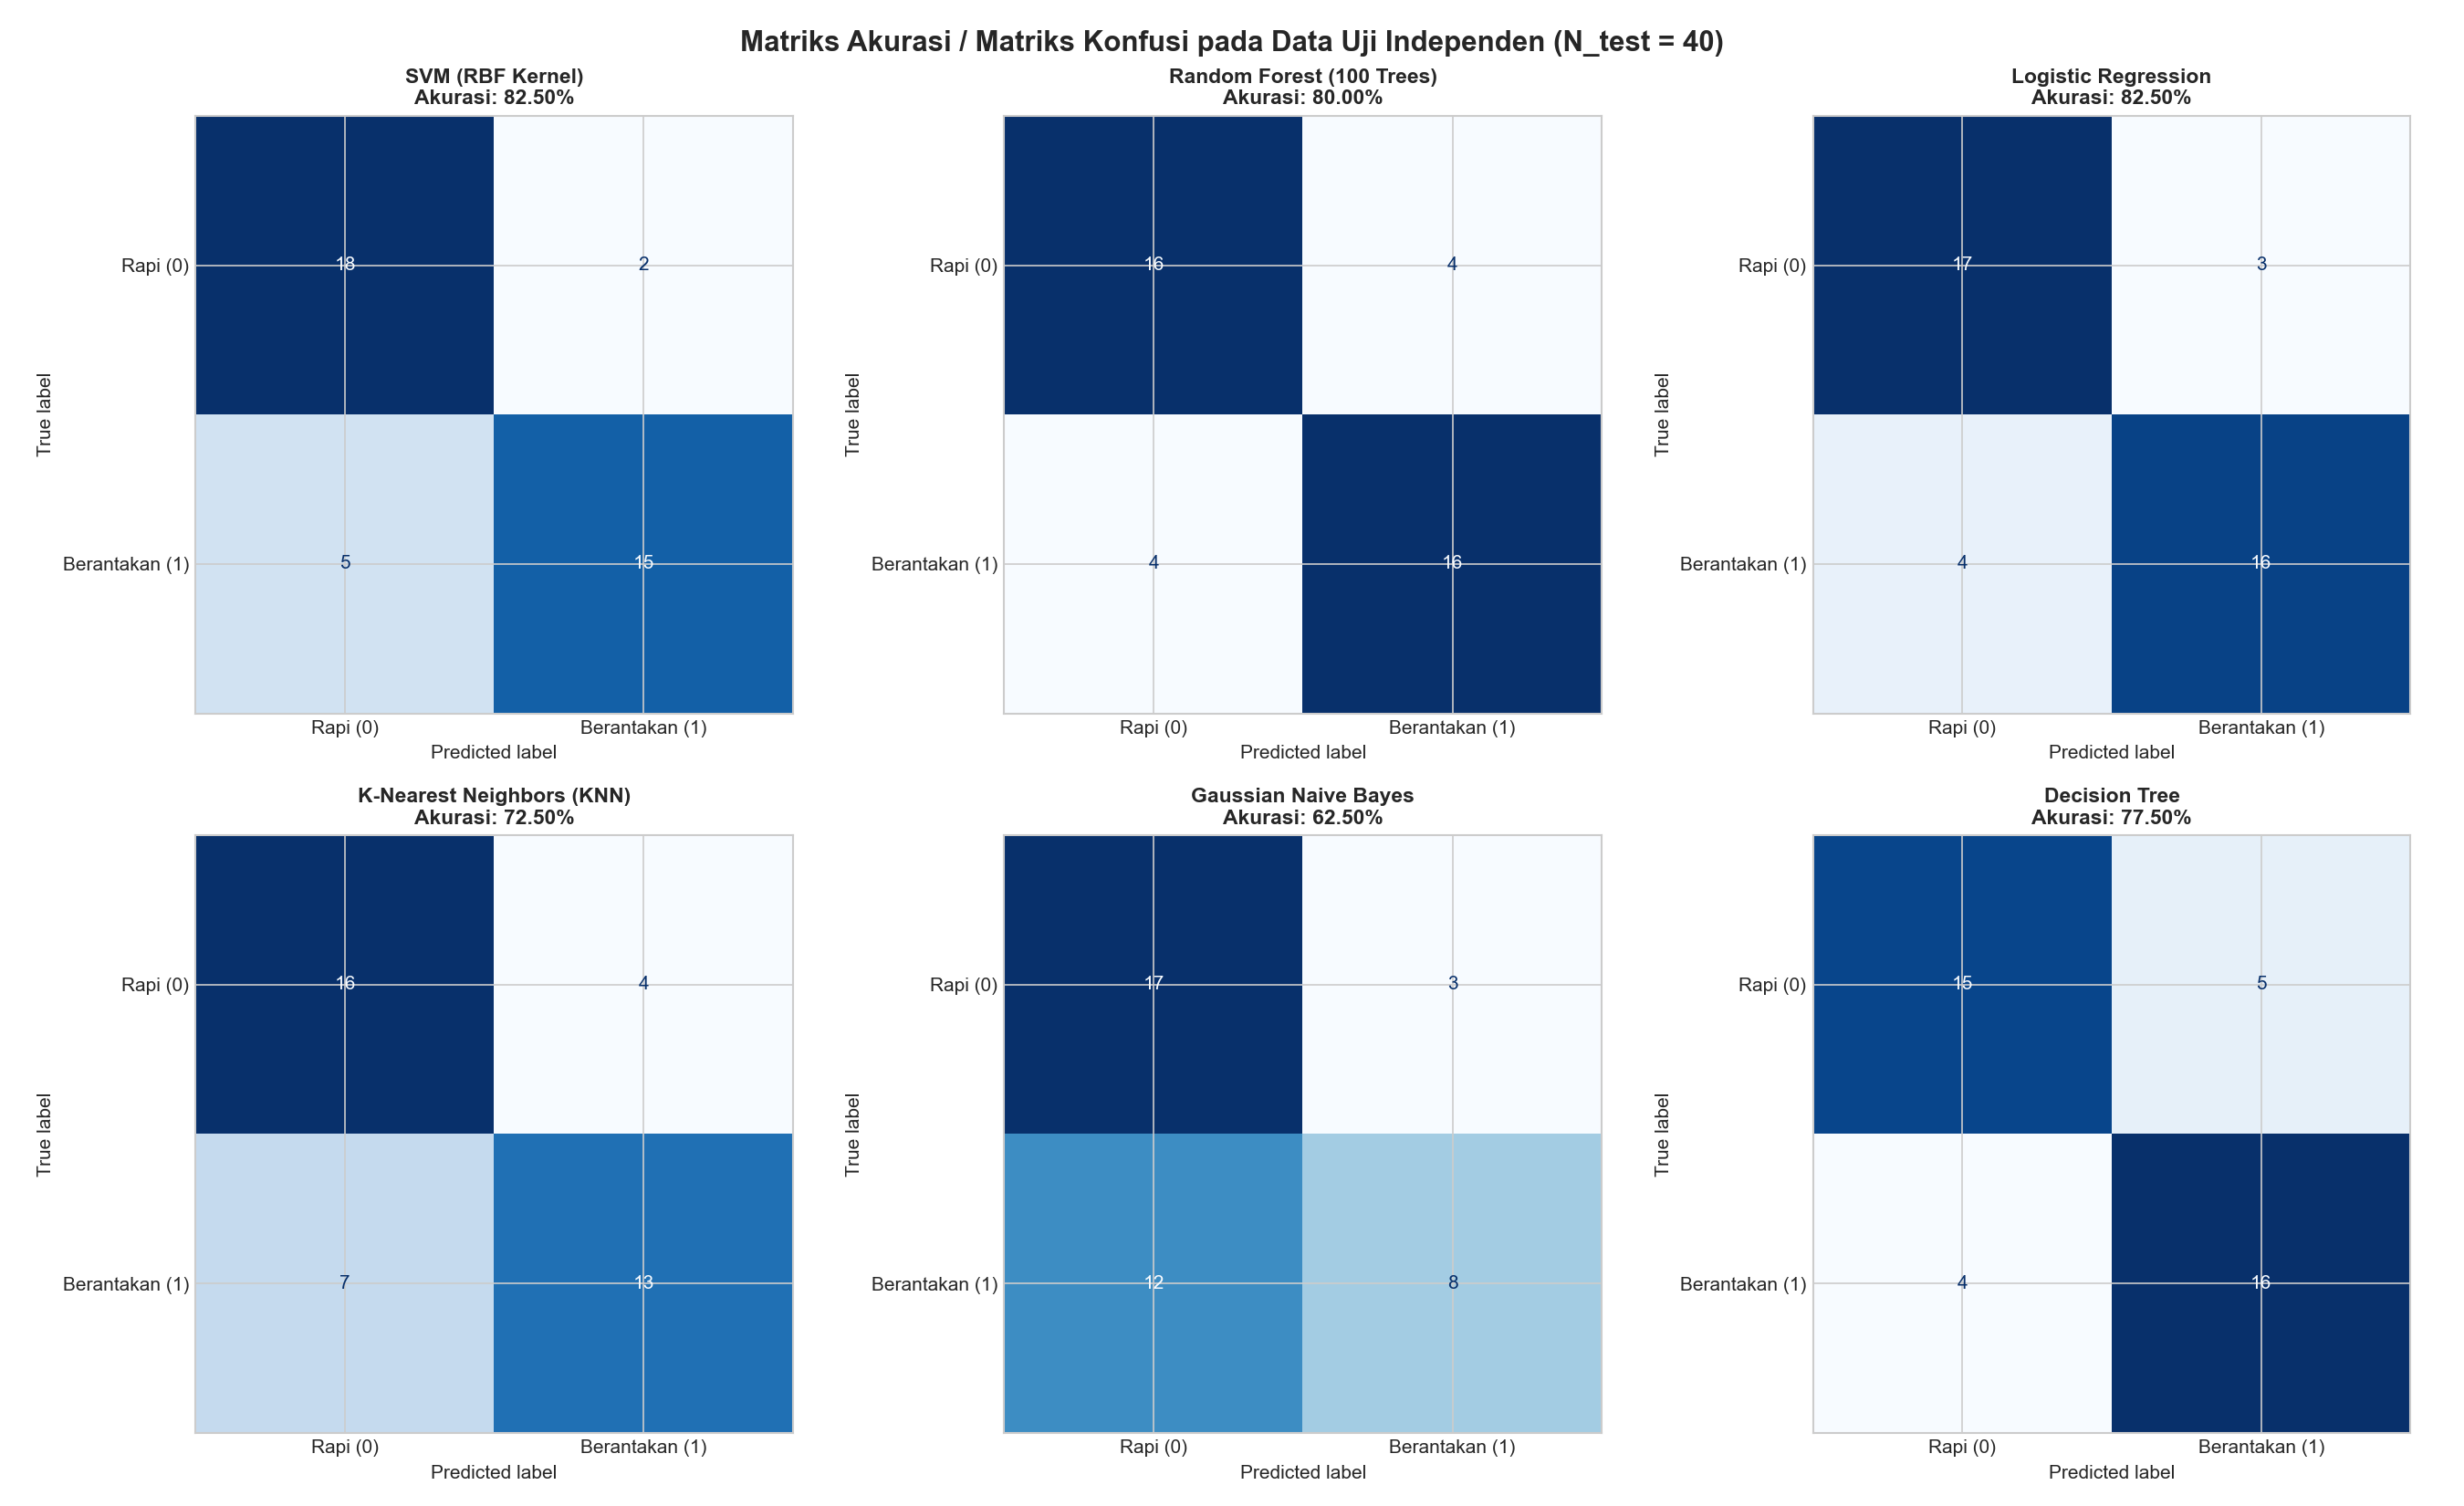 Matriks Akurasi / Matriks Konfusi pada Data Uji Independen (N_test = 40)
SVM (RBF Kernel)
Akurasi: 82.50%
True label
Rapi (0)
18
2
Berantakan (1)
5
15
Rapi (0)
Berantakan (1)
Predicted label
Random Forest (100 Trees)
Akurasi: 80.00%
True label
Rapi (0)
16
4
Berantakan (1)
4
16
Rapi (0)
Berantakan (1)
Predicted label
Logistic Regression
Akurasi: 82.50%
True label
Rapi (0)
17
3
Berantakan (1)
4
16
Rapi (0)
Berantakan (1)
Predicted label
K-Nearest Neighbors (KNN)
Akurasi: 72.50%
True label
Rapi (0)
16
4
Berantakan (1)
7
13
Rapi (0)
Berantakan (1)
Predicted label
Gaussian Naive Bayes
Akurasi: 62.50%
True label
Rapi (0)
17
3
Berantakan (1)
12
8
Rapi (0)
Berantakan (1)
Predicted label
Decision Tree
Akurasi: 77.50%
True label
Rapi (0)
15
5
Berantakan (1)
4
16
Rapi (0)
Berantakan (1)
Predicted label